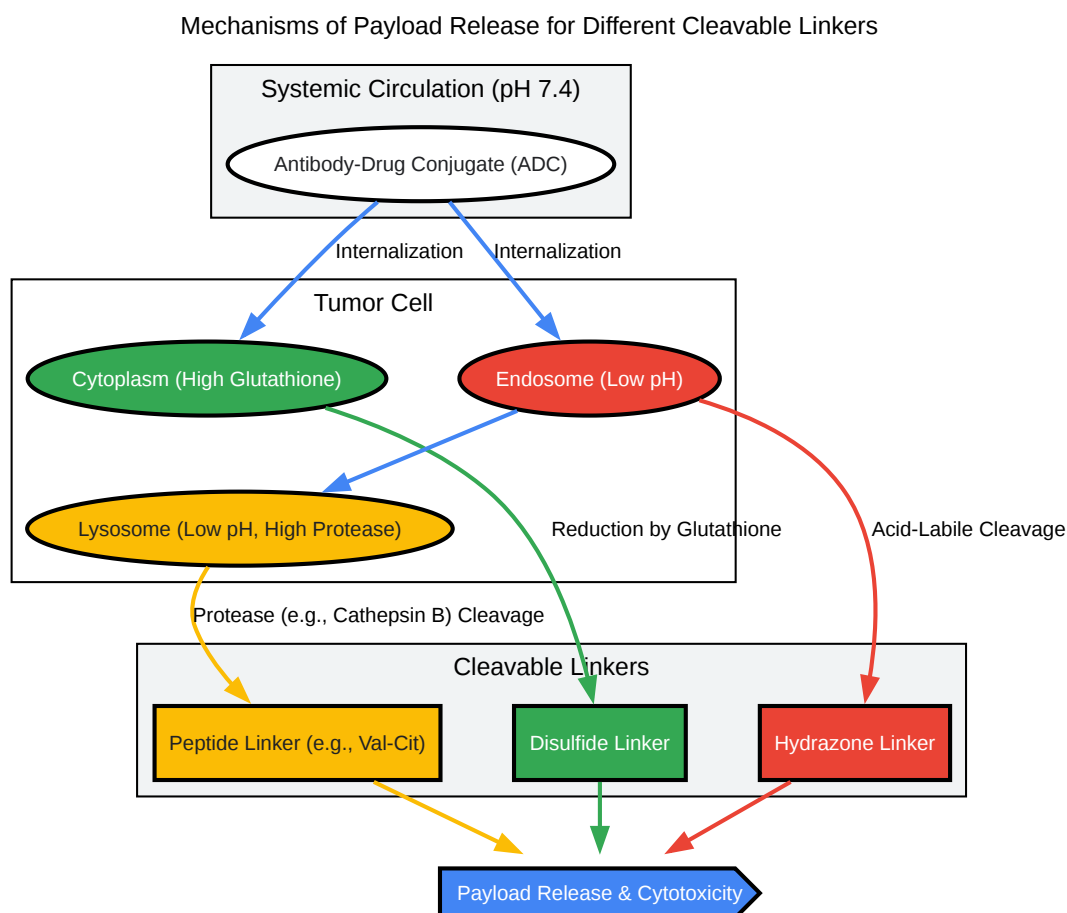 Mechanisms of Payload Release for Different Cleavable Linkers
Systemic Circulation (pH 7.4)
Antibody-Drug Conjugate (ADC)
Internalization
Internalization
Tumor Cell
Cytoplasm (High Glutathione)
Endosome (Low pH)
Lysosome (Low pH, High Protease)
Reduction by Glutathione
Acid-Labile Cleavage
Protease (e.g., Cathepsin B) Cleavage
Cleavable Linkers
Peptide Linker (e.g., Val-Cit)
Disulfide Linker
Hydrazone Linker
Payload Release & Cytotoxicity